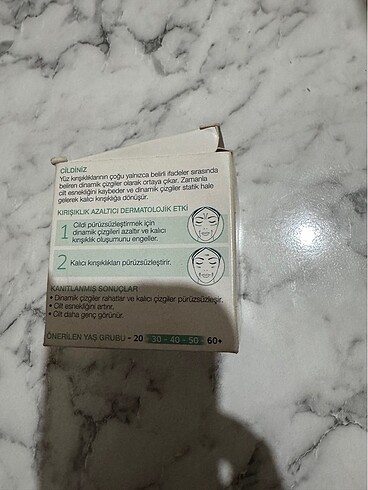 CİLDİNİZ
Yüz kırışıklıklarının çoğu yalnızca belirli ifadeler sırasında
beliren dinamik çizgiler olarak ortaya çıkar. Zamanla
cilt esnekliğini kaybeder ve dinamik çizgiler statik hale
gelerek kalıcı kırışıklığa dönüşür.
KIRIŞIKLIK AZALTICI DERMATOLOJİK ETKİ
1 Cildi pürüzsüzleştirmek için
dinamik çizgileri azaltır ve kalıcı
kırışıklık oluşumunu engeller.
2 Kalıcı kırışıklıkları pürüzsüzleştirir.
KANITLANMIŞ SONUÇLAR
• Dinamik çizgiler rahatlar ve kalıcı çizgiler pürüzsüzleşir.
• Cilt esnekliğini artırır.
• Cilt daha genç görünür.
ÖNERİLEN YAŞ GRUBU - 20 - 30 - 40 - 50 - 60+